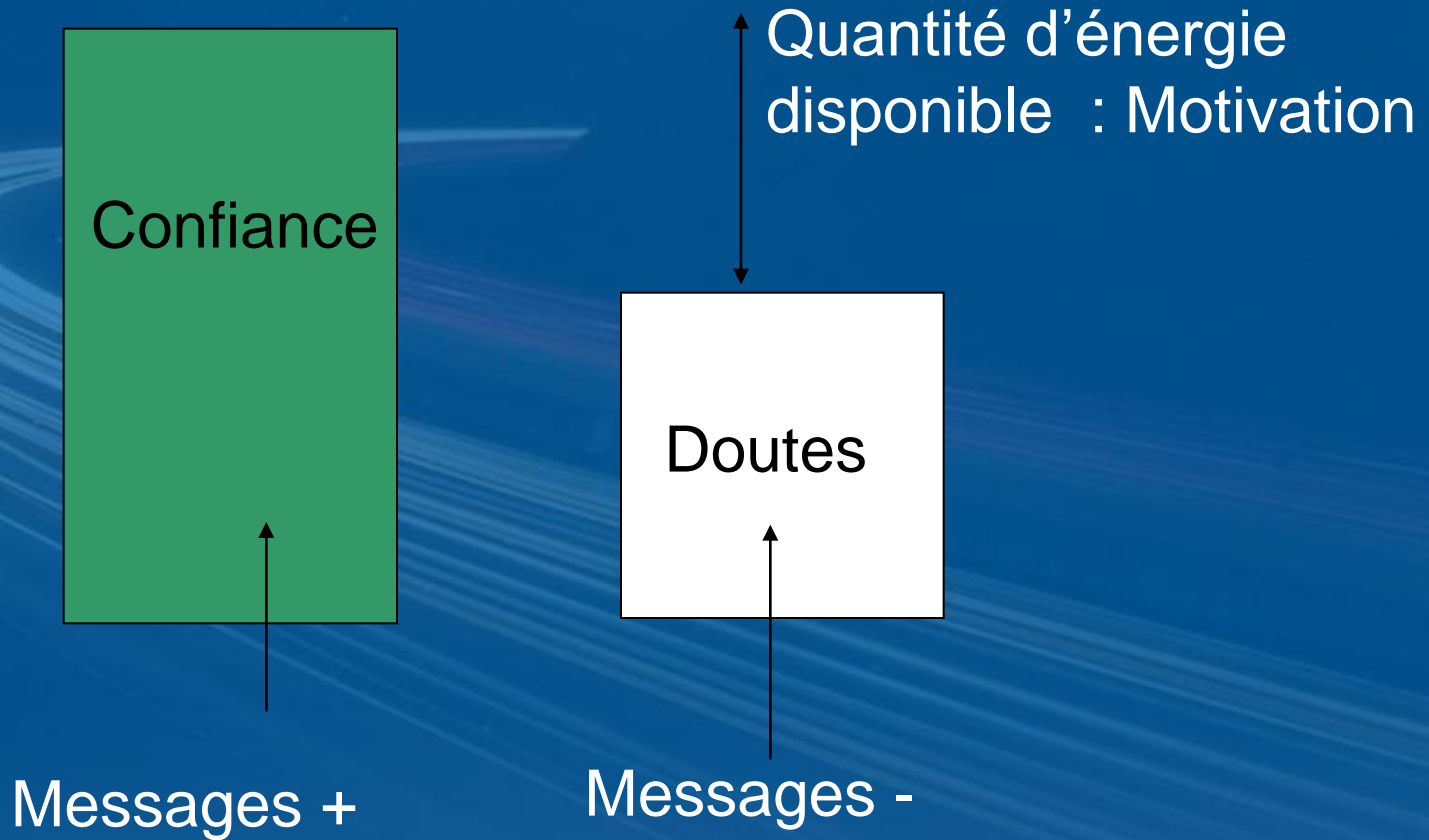 Quantité d’énergie
disponible : Motivation
Confiance
Doutes
Messages +
Messages -